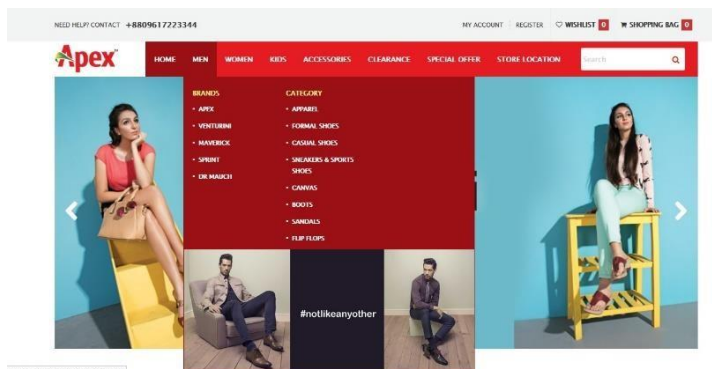 NEED HELP? CONTACT +8809617223344
MY ACCOUNT REGISTER WISHLIST 0 SHOPPING BAG 0
Apex
HOME MEN WOMEN KIDS ACCESSORIES CLEARANCE SPECIAL OFFER STORE LOCATION Search
BRANDS
• APEX
• VENTURINI
• MAVERICK
• SPRINT
• DR MAUCH
CATEGORY
• APPAREL
• FORMAL SHOES
• CASUAL SHOES
• SNEAKERS & SPORTS
SHOES
• CANVAS
• BOOTS
• SANDALS
• FLIP FLOPS
#notlikeanyother